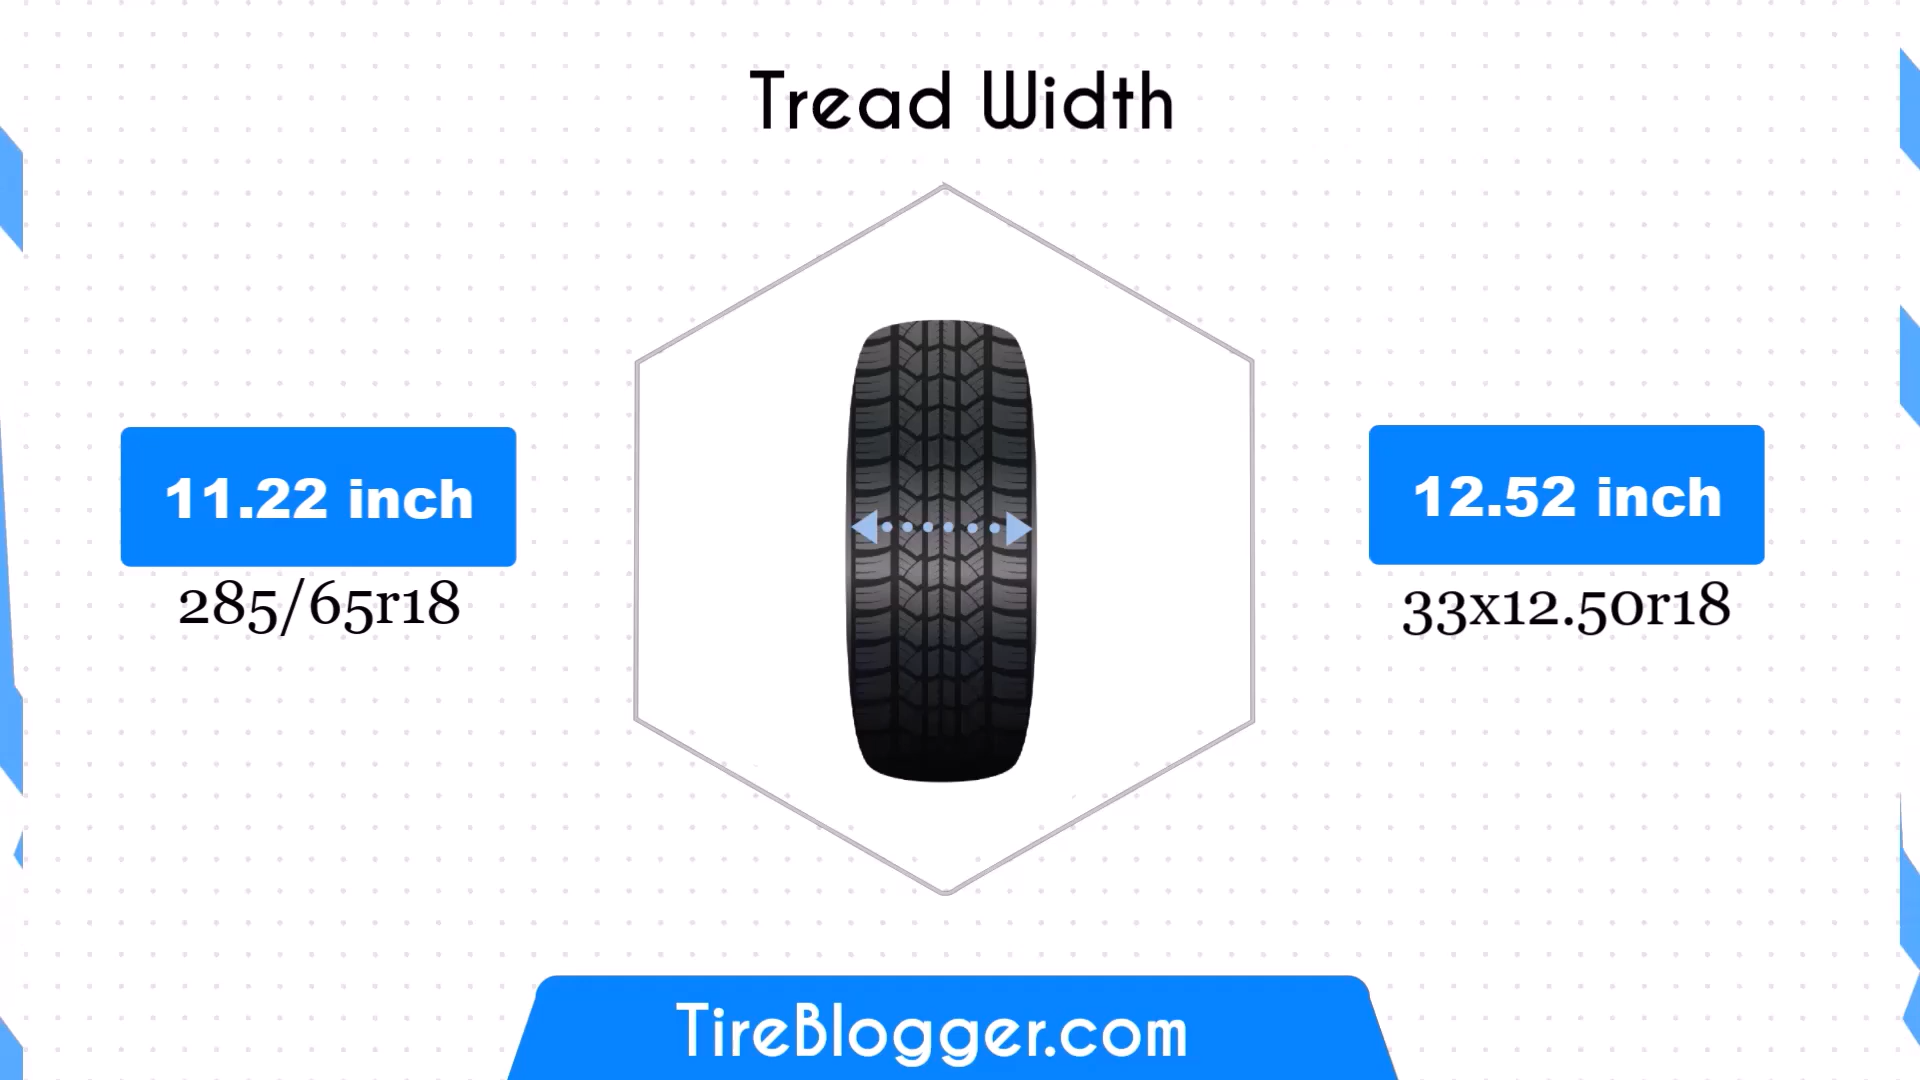 Tread Width
11.22 inch
285/65r18
12.52 inch
33x12.50r18
TireBlogger.com